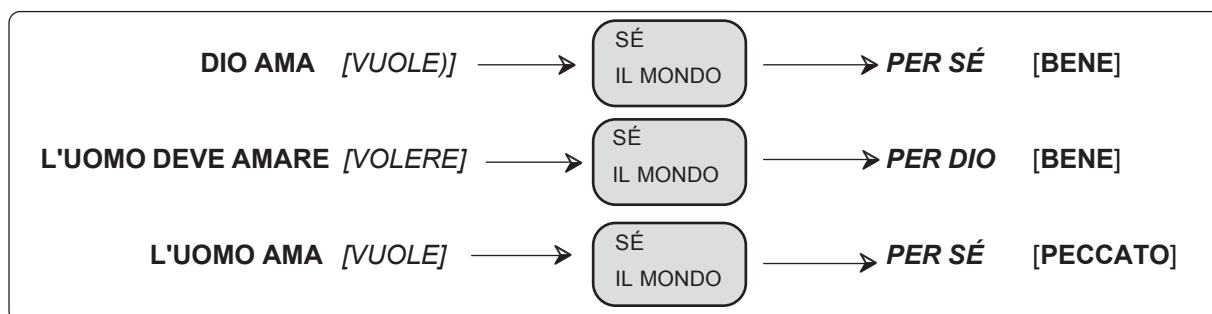 DIO AMA [VUOLE)] SÉ IL MONDO PER SÉ [BENE]
L'UOMO DEVE AMARE [VOLERE] SÉ IL MONDO PER DIO [BENE]
L'UOMO AMA [VUOLE] SÉ IL MONDO PER SÉ [PECCATO]